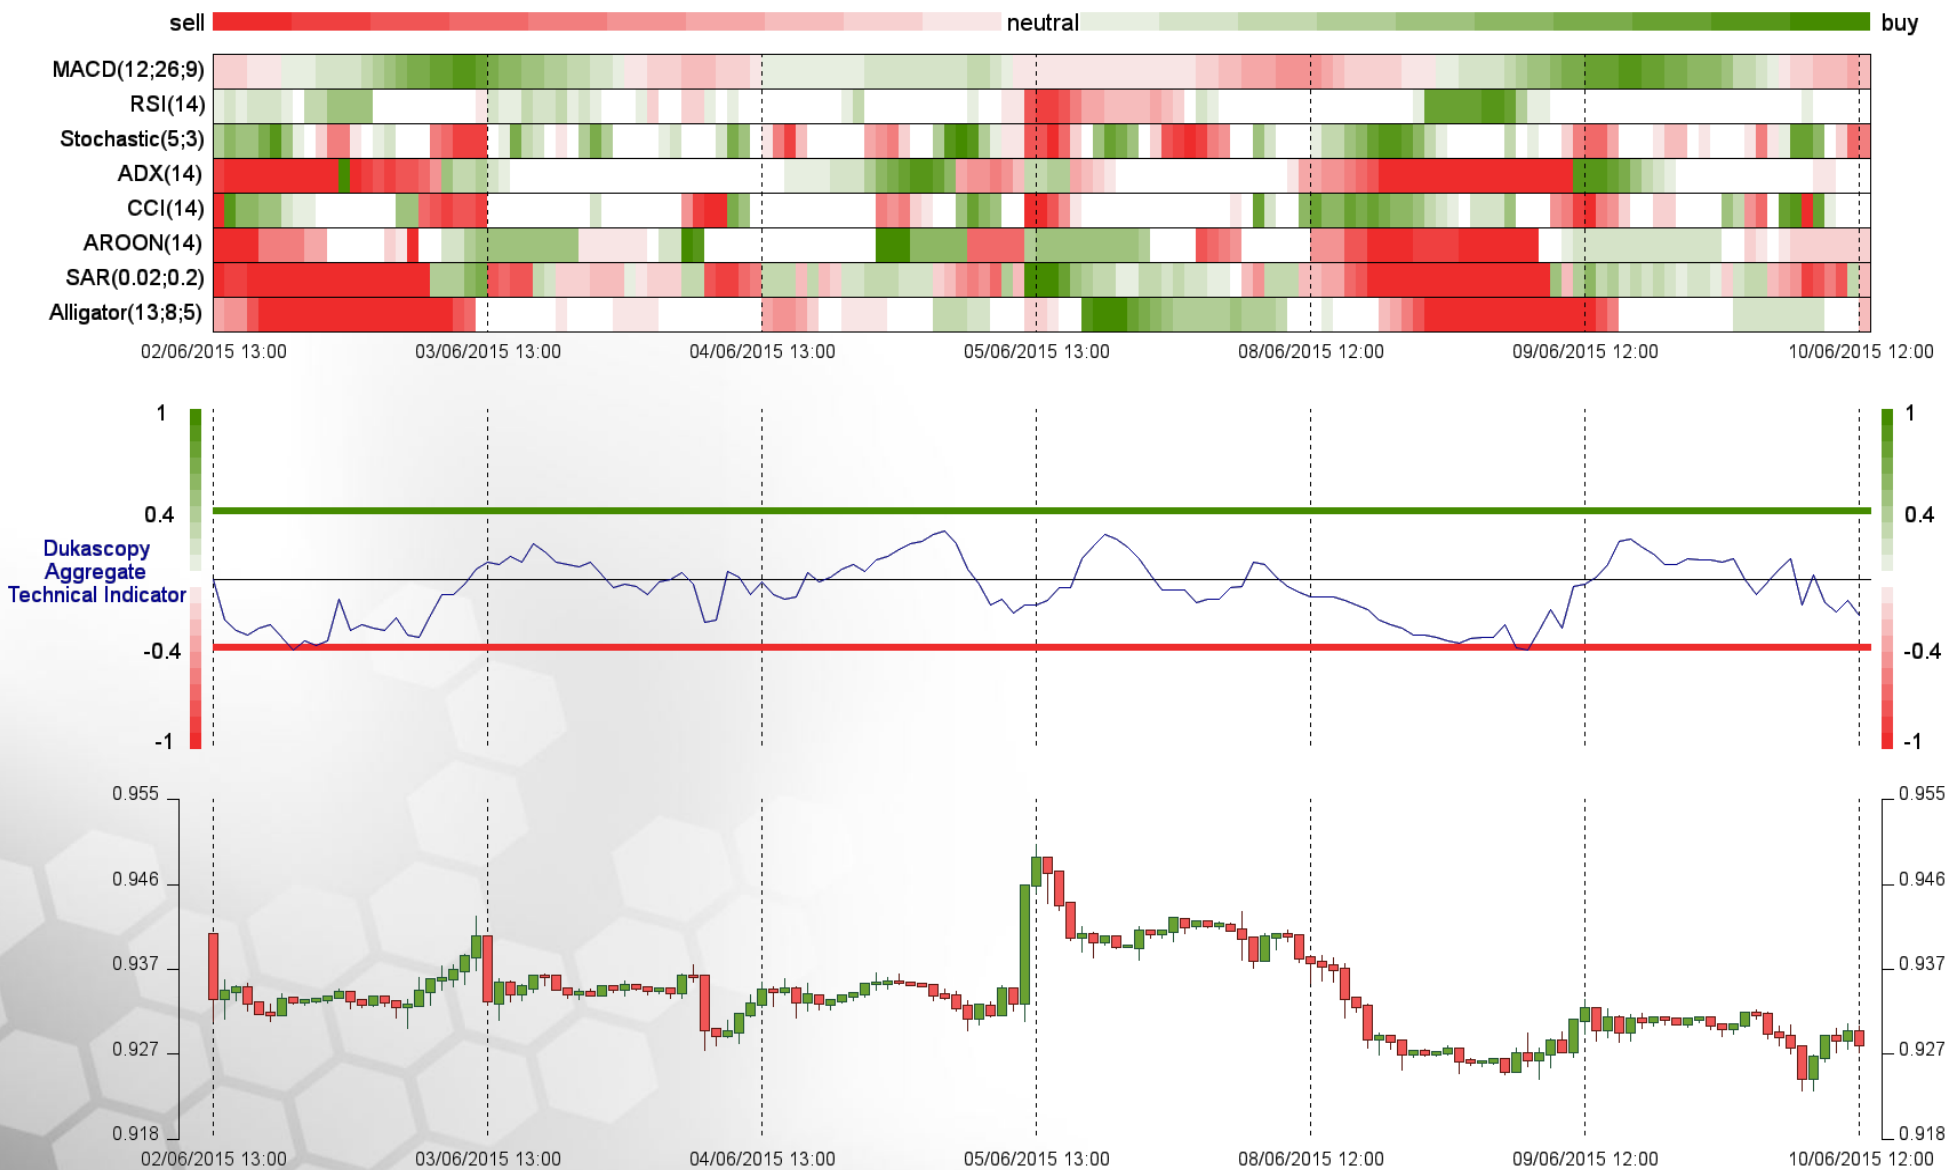 sell neutral buy
MACD(12;26;9)
RSI(14)
Stochastic(5;3)
ADX(14)
CCI(14)
AROON(14)
SAR(0.02;0.2)
Alligator(13;8;5)
02/06/2015 13:00 03/06/2015 13:00 04/06/2015 13:00 05/06/2015 13:00 08/06/2015 12:00 09/06/2015 12:00 10/06/2015 12:00
1 1
0.4 0.4
Dukascopy
Aggregate
Technical Indicator
-0.4 -0.4
-1 -1
0.955 0.955
0.946 0.946
0.937 0.937
0.927 0.927
0.918 0.918
02/06/2015 13:00 03/06/2015 13:00 04/06/2015 13:00 05/06/2015 13:00 08/06/2015 12:00 09/06/2015 12:00 10/06/2015 12:00